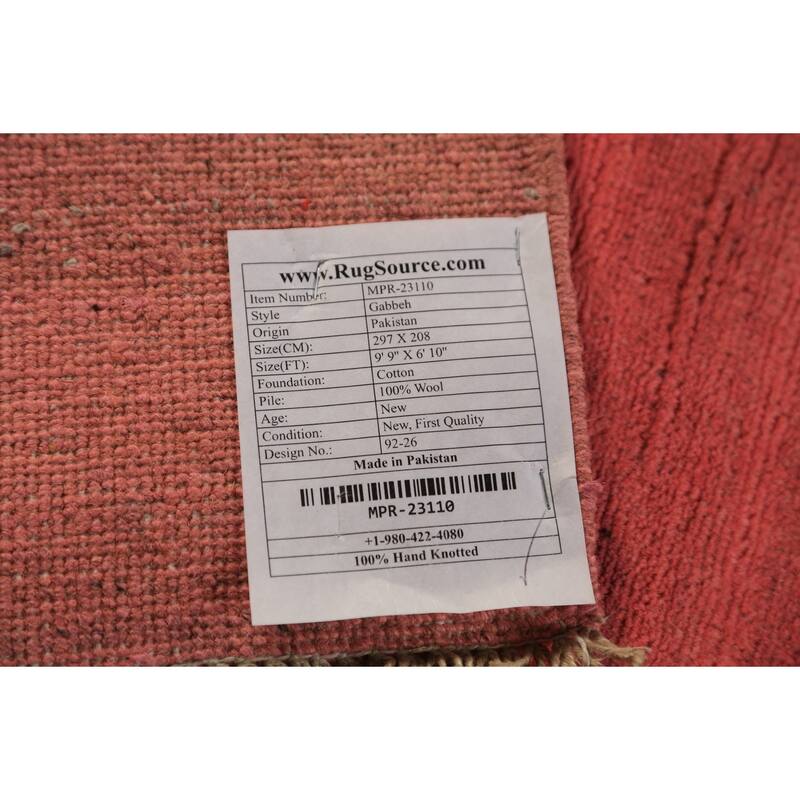 www.RugSource.com
Item Number: MPR-23110
Style Gabbeh
Origin Pakistan
Size(CM): 297 X 208
Size(FT): 9' 9" X 6' 10"
Foundation: Cotton
Pile: 100% Wool
Age: New
Condition: New, First Quality
Design No.: 92-26
Made in Pakistan
MPR-23110
+1-980-422-4080
100% Hand Knotted